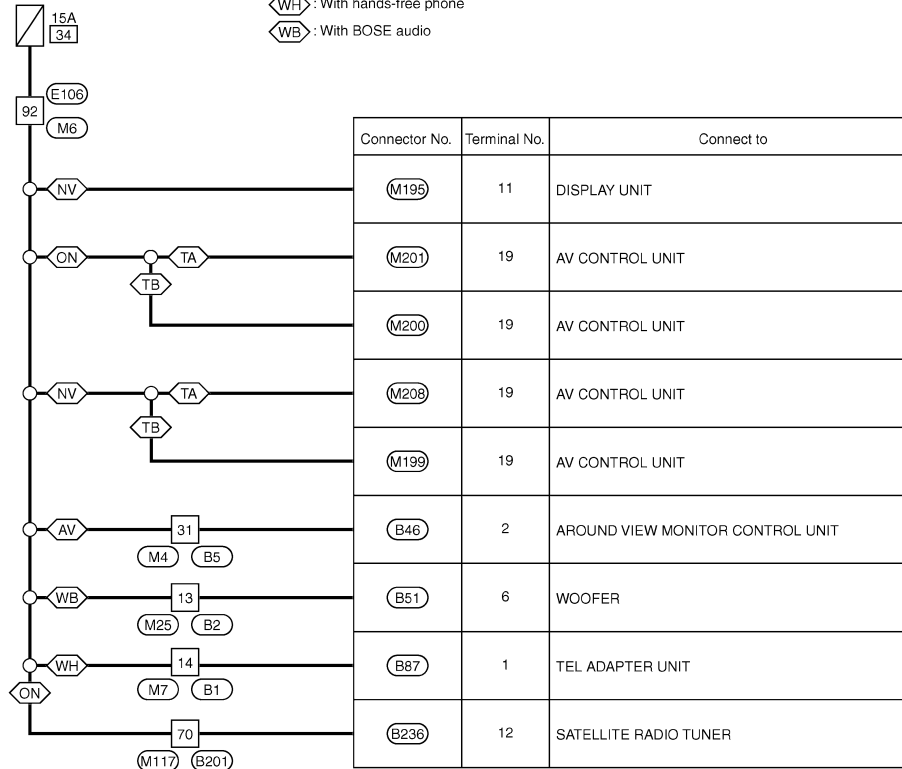 WH : With hands-free phone
15A
34
WB : With BOSE audio
E106
92
M6
Connector No. Terminal No. Connect to
NV M195 11 DISPLAY UNIT
ON TA M201 19 AV CONTROL UNIT
TB
M200 19 AV CONTROL UNIT
NV TA M208 19 AV CONTROL UNIT
TB
M199 19 AV CONTROL UNIT
AV 31 B46 2 AROUND VIEW MONITOR CONTROL UNIT
M4 B5
WB 13 B51 6 WOOFER
M25 B2
WH 14 B87 1 TEL ADAPTER UNIT
M7 B1
ON
70 B236 12 SATELLITE RADIO TUNER
M117 B201